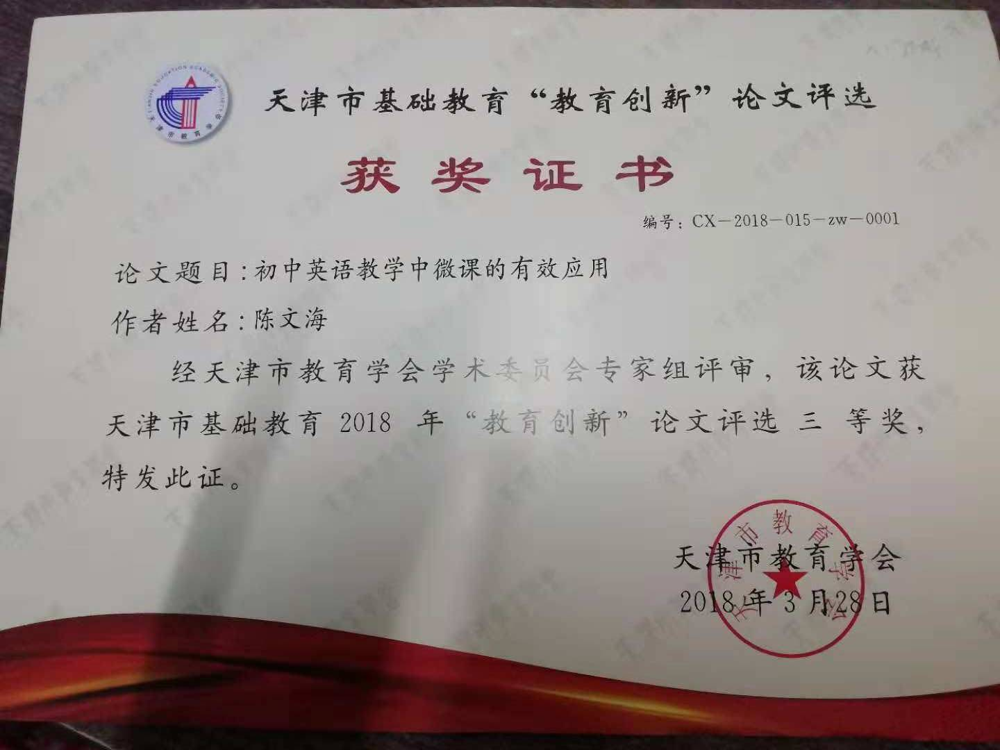 TIANJIN EDUCATION ACADEMIC SOCIETY
天津市教育学会
天津市基础教育“教育创新”论文评选
获奖证书
编号：CX－2018－015－zw－0001
论文题目：初中英语教学中微课的有效应用
作者姓名：陈文海
经天津市教育学会学术委员会专家组评审，该论文获
天津市基础教育 2018 年“教育创新”论文评选 三 等奖，
特发此证。
天津市教育学会
天津市教育学会
2018 年 3 月 28 日